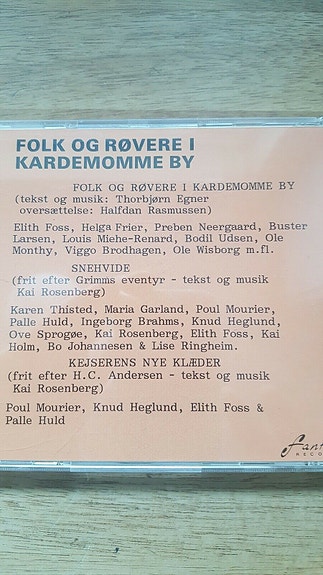 FOLK OG RØVERE I
KARDEMOMME BY
FOLK OG RØVERE I KARDEMOMME BY
(tekst og musik: Thorbjørn Egner
oversættelse: Halfdan Rasmussen)
Elith Foss, Helga Frier, Preben Neergaard, Buster
Larsen, Louis Miehe-Renard, Bodil Udsen, Ole
Monthy, Viggo Brodhagen, Ole Wisborg m.fl.
SNEHVIDE
(frit efter Grimms eventyr - tekst og musik
Kai Rosenberg)
Karen Thisted, Maria Garland, Poul Mourier,
Palle Huld, Ingeborg Brahms, Knud Heglund,
Ove Sprogøe, Kai Rosenberg, Elith Foss, Kai
Holm, Bo Johannesen & Lise Ringheim.
KEJSERENS NYE KLÆDER
(frit efter H.C. Andersen - tekst og musik
Kai Rosenberg)
Poul Mourier, Knud Heglund, Elith Foss &
Palle Huld